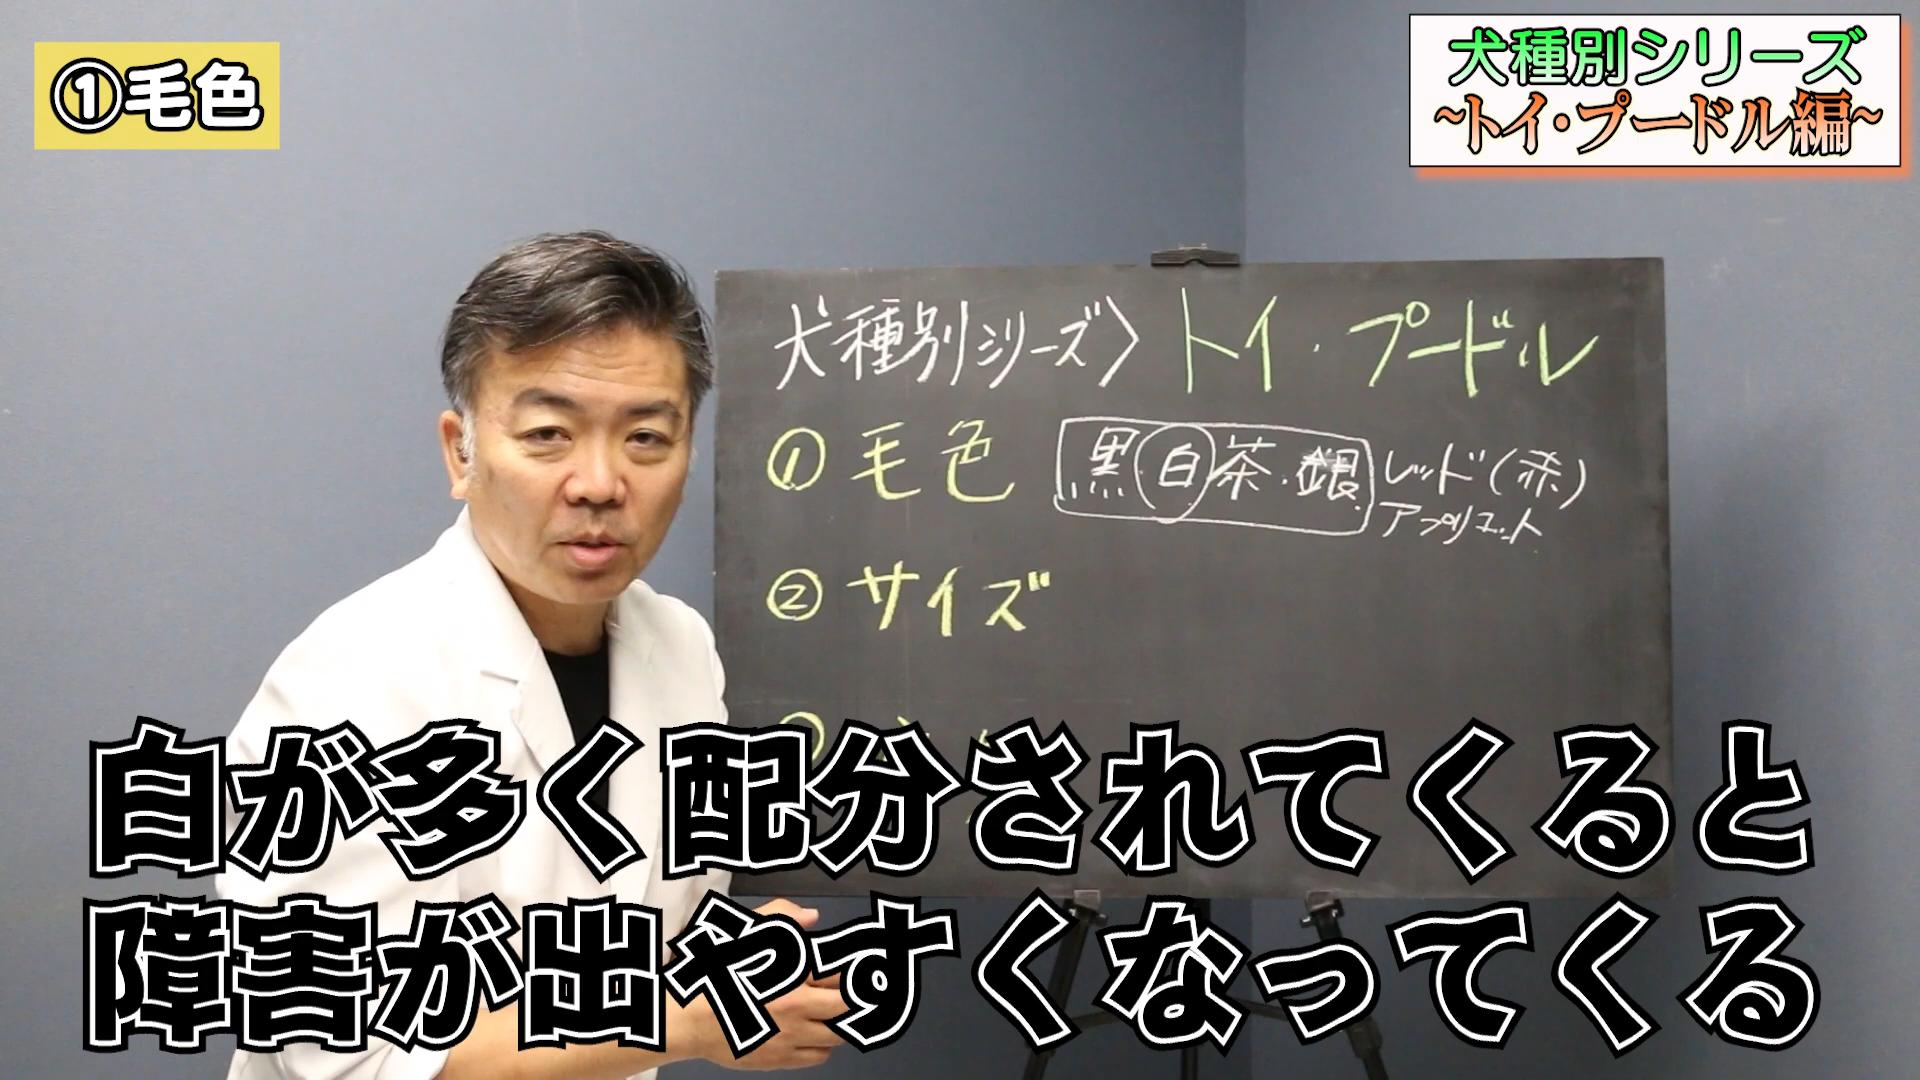 ①毛色
犬種別シリーズ
~トイ・プードル編~
犬種別シリーズ〉トイ・プードル
①毛色 黒白茶・銀 レッド(赤)
アプリコット
②サイズ
白が多く配分されてくると
障害が出やすくなってくる